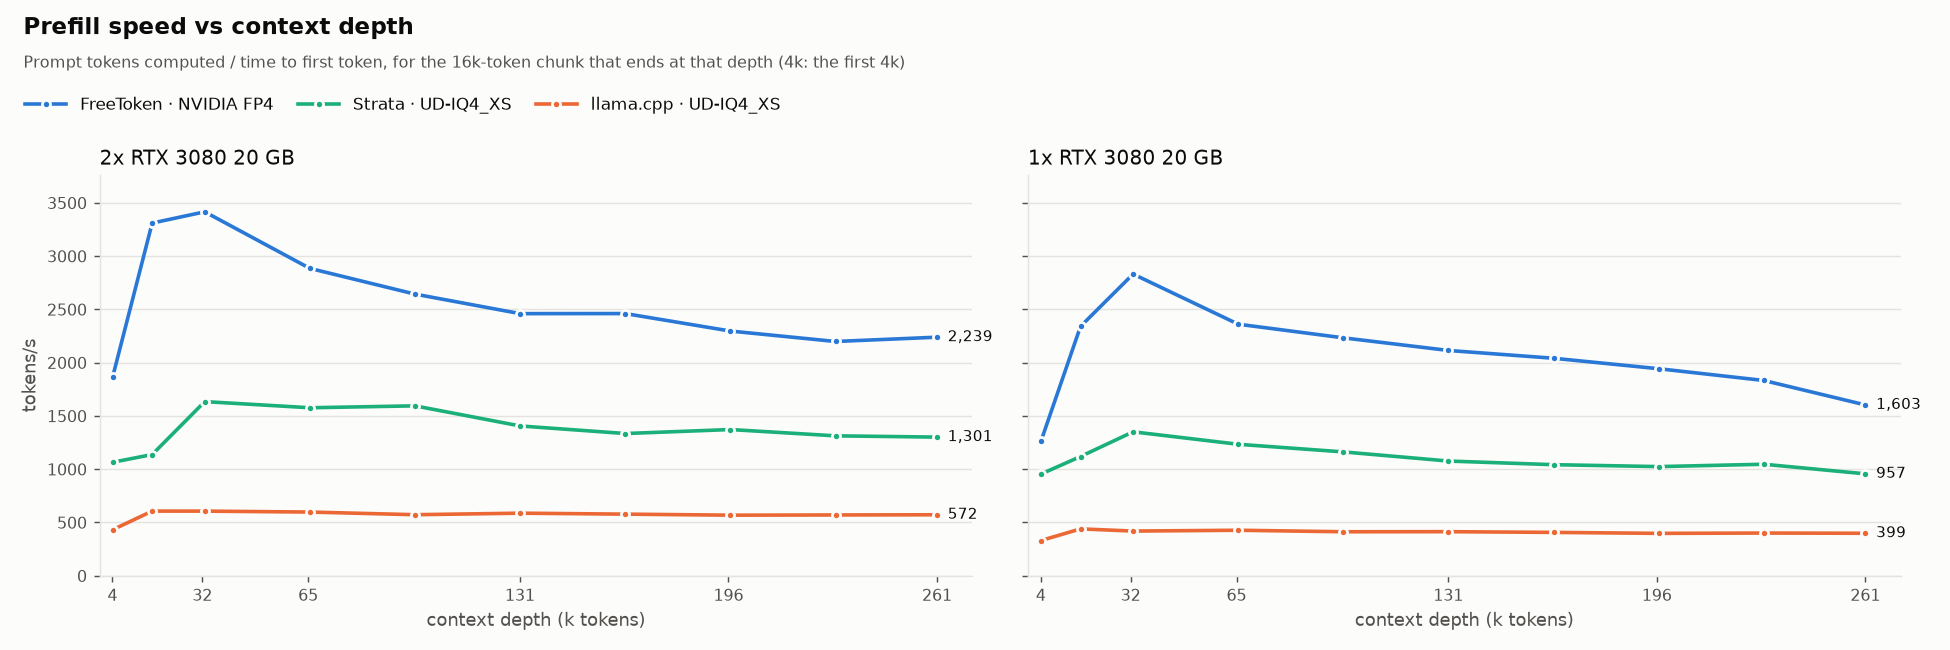 Prefill speed vs context depth
Prompt tokens computed / time to first token, for the 16k-token chunk that ends at that depth (4k: the first 4k)
FreeToken · NVIDIA FP4 Strata · UD-IQ4_XS llama.cpp · UD-IQ4_XS
2x RTX 3080 20 GB
tokens/s
3500
3000
2500
2000
1500
1000
500
0
2,239
1,301
572
4 32 65 131 196 261
context depth (k tokens)
1x RTX 3080 20 GB
1,603
957
399
4 32 65 131 196 261
context depth (k tokens)